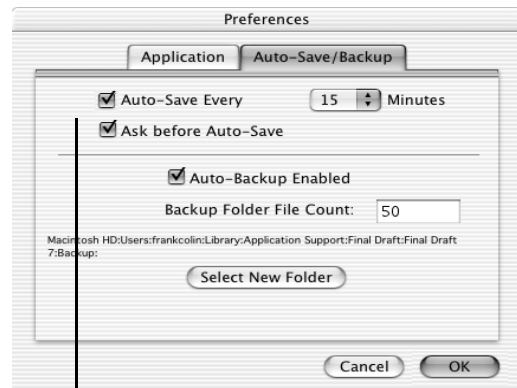 Preferences
Application Auto-Save/Backup
Auto-Save Every 15 Minutes
Ask before Auto-Save
Auto-Backup Enabled
Backup Folder File Count: 50
Macintosh HD:Users:frankcolin:Library:Application Support:Final Draft:Final Draft
7:Backup:
Select New Folder
Cancel OK